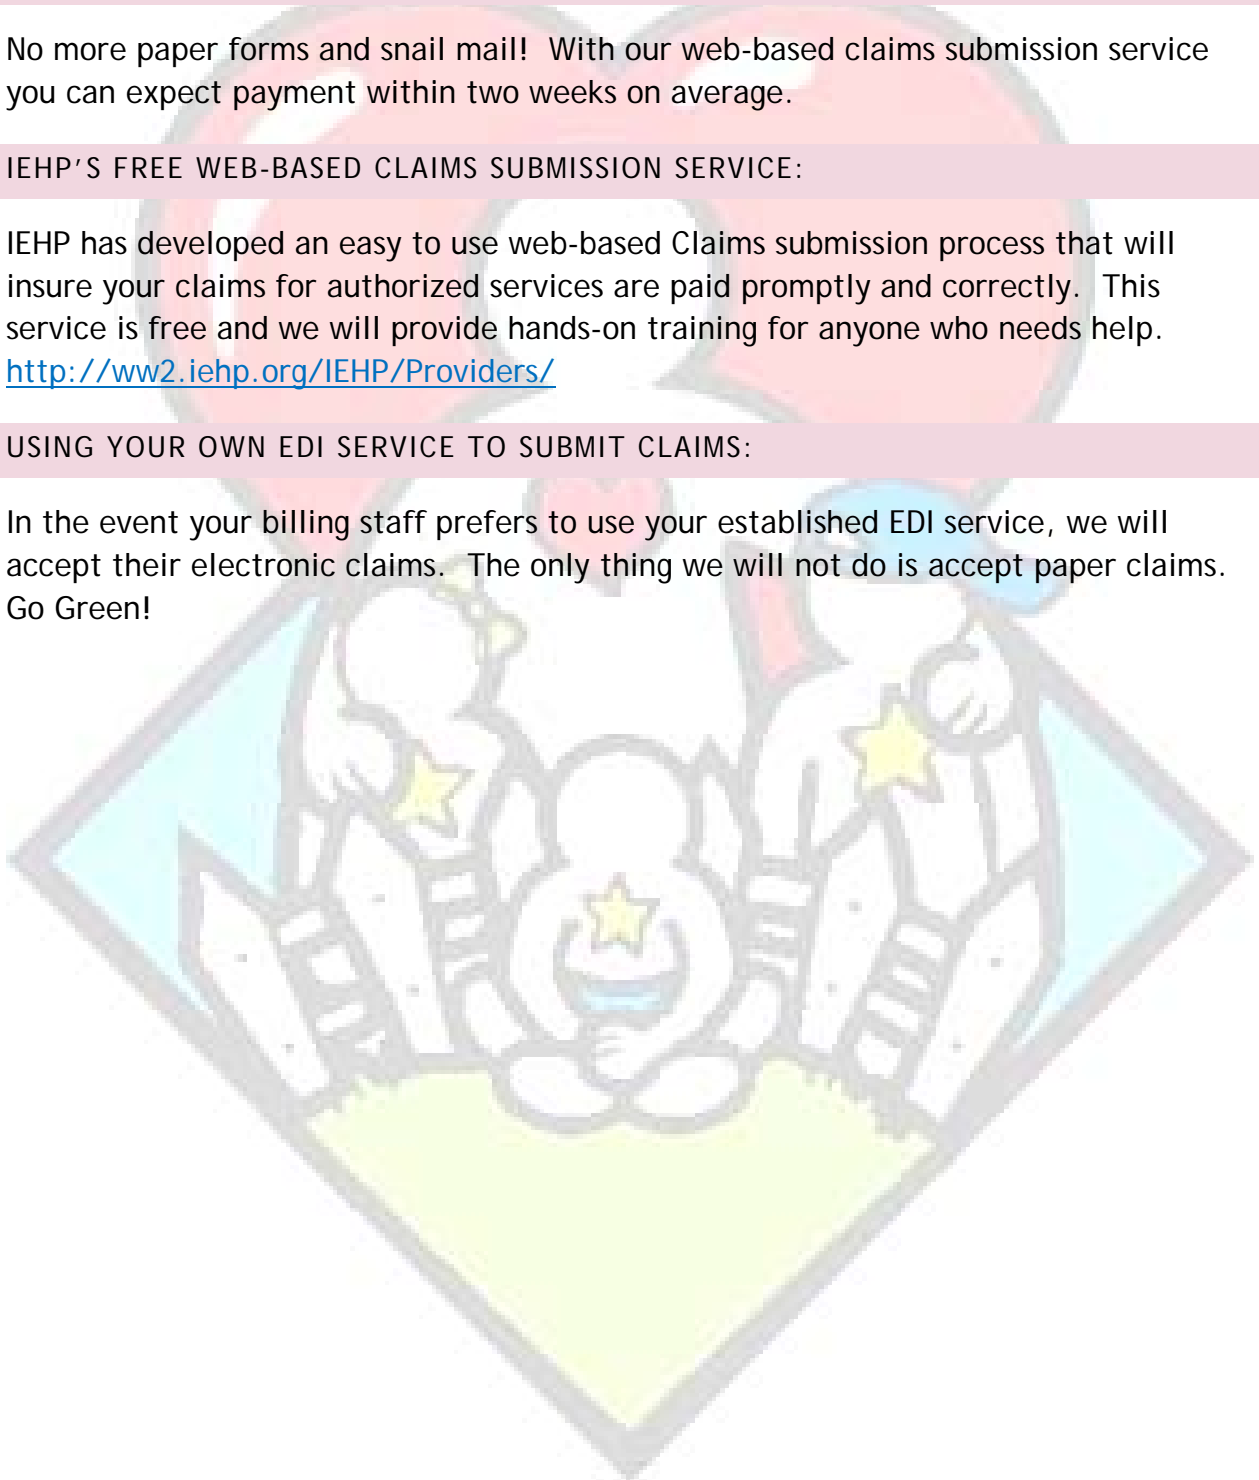 No more paper forms and snail mail!  With our web-based claims submission service
you can expect payment within two weeks on average.
IEHP’S FREE WEB-BASED CLAIMS SUBMISSION SERVICE:
IEHP has developed an easy to use web-based Claims submission process that will
insure your claims for authorized services are paid promptly and correctly.  This
service is free and we will provide hands-on training for anyone who needs help.
http://ww2.iehp.org/IEHP/Providers/
USING YOUR OWN EDI SERVICE TO SUBMIT CLAIMS:
In the event your billing staff prefers to use your established EDI service, we will
accept their electronic claims.  The only thing we will not do is accept paper claims.
Go Green!